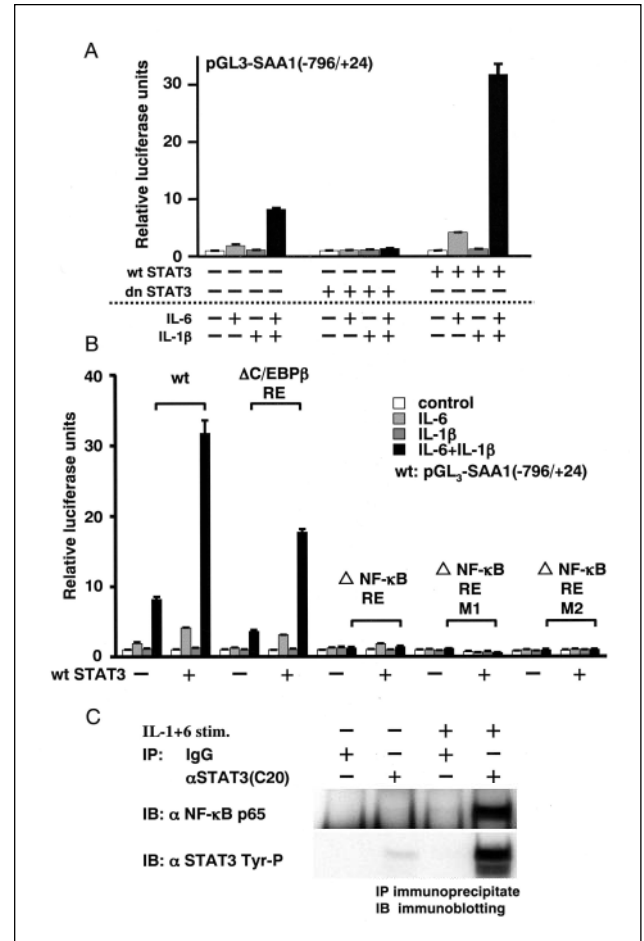 A
pGL3-SAA1(-796/+24)
Relative luciferase units
30
20
10
0
wt STAT3 − − − − − − − − + + + +
dn STAT3 − − − − + + + + − − − −
IL-6 − + − + − + − + − + − +
IL-1β − − + + − − + + − − + +
B
Relative luciferase units
40
30
20
10
0
wt
ΔC/EBPβ
RE
control
IL-6
IL-1β
IL-6+IL-1β
wt: pGL₃-SAA1(-796/+24)
△ NF-κB
RE
△ NF-κB
RE
M1
△ NF-κB
RE
M2
wt STAT3 − + − + − + − + − +
C
IL-1+6 stim. − − + +
IP: IgG + − + −
αSTAT3(C20) − + − +
IB: α NF-κB p65
IB: α STAT3 Tyr-P
IP immunoprecipitate
IB immunoblotting